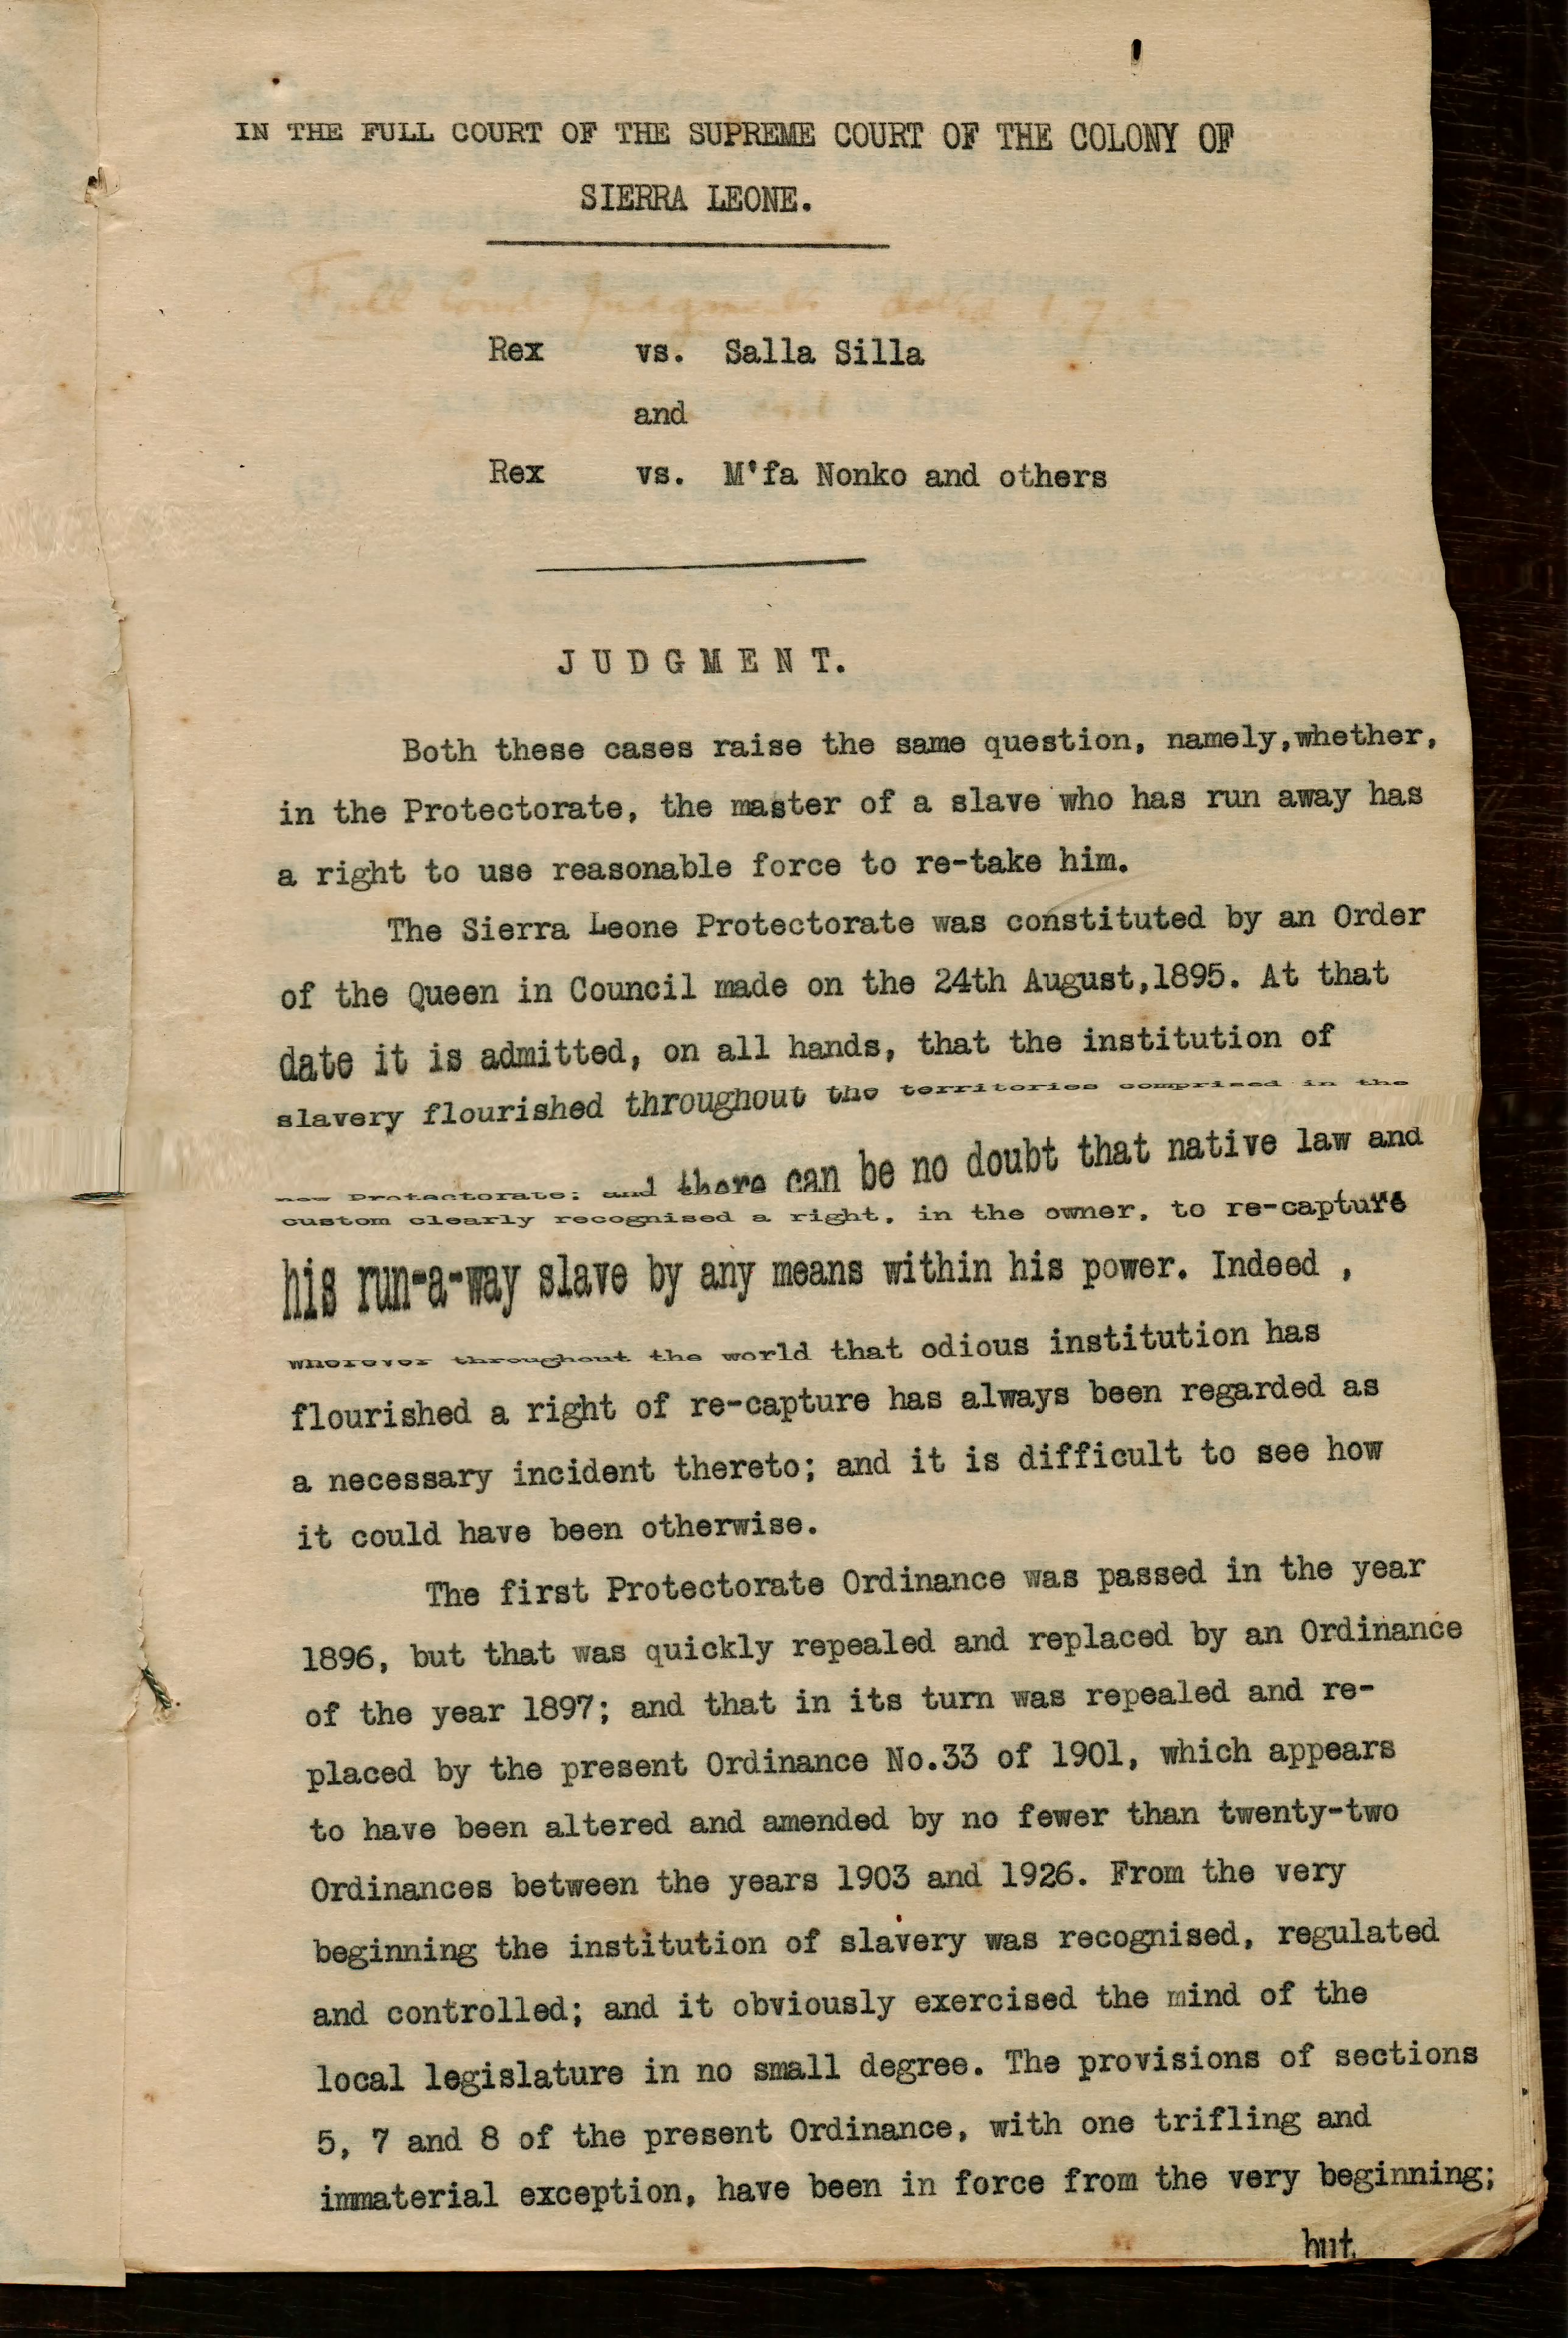 IN THE FULL COURT OF THE SUPREME COURT OF THE COLONY OF
SIERRA LEONE.
Full Court Judgment dated 1.7.
Rex vs. Salla Silla
and
Rex vs. M'fa Nonko and others
JUDGMENT.
Both these cases raise the same question, namely,whether,
in the Protectorate, the master of a slave who has run away has
a right to use reasonable force to re-take him.
The Sierra Leone Protectorate was constituted by an Order
of the Queen in Council made on the 24th August,1895. At that
date it is admitted, on all hands, that the institution of
slavery flourished throughout the territories comprised in the
new Protectorate; and there can be no doubt that native law and
custom clearly recognised a right, in the owner, to re-capture
his run-a-way slave by any means within his power. Indeed ,
wherever throughout the world that odious institution has
flourished a right of re-capture has always been regarded as
a necessary incident thereto; and it is difficult to see how
it could have been otherwise.
The first Protectorate Ordinance was passed in the year
1896, but that was quickly repealed and replaced by an Ordinance
of the year 1897; and that in its turn was repealed and re-
placed by the present Ordinance No.33 of 1901, which appears
to have been altered and amended by no fewer than twenty-two
Ordinances between the years 1903 and 1926. From the very
beginning the institution of slavery was recognised, regulated
and controlled; and it obviously exercised the mind of the
local legislature in no small degree. The provisions of sections
5, 7 and 8 of the present Ordinance, with one trifling and
immaterial exception, have been in force from the very beginning;
but